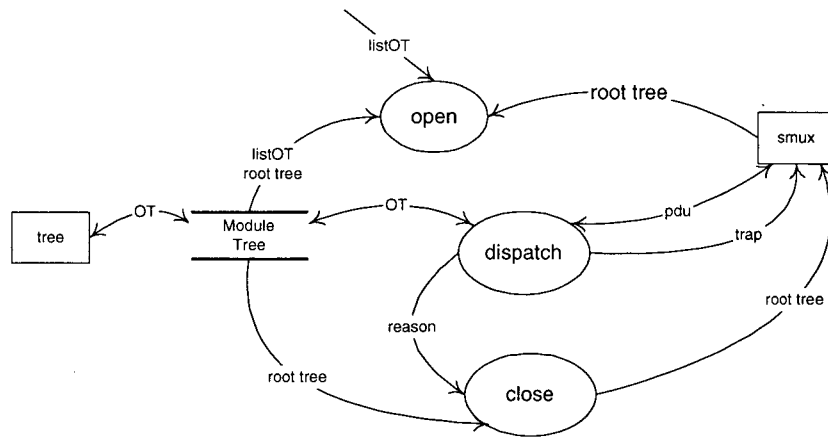 listOT
root tree
open
smux
listOT
root tree
OT
OT
pdu
tree
Module
Tree
trap
dispatch
root tree
reason
root tree
close